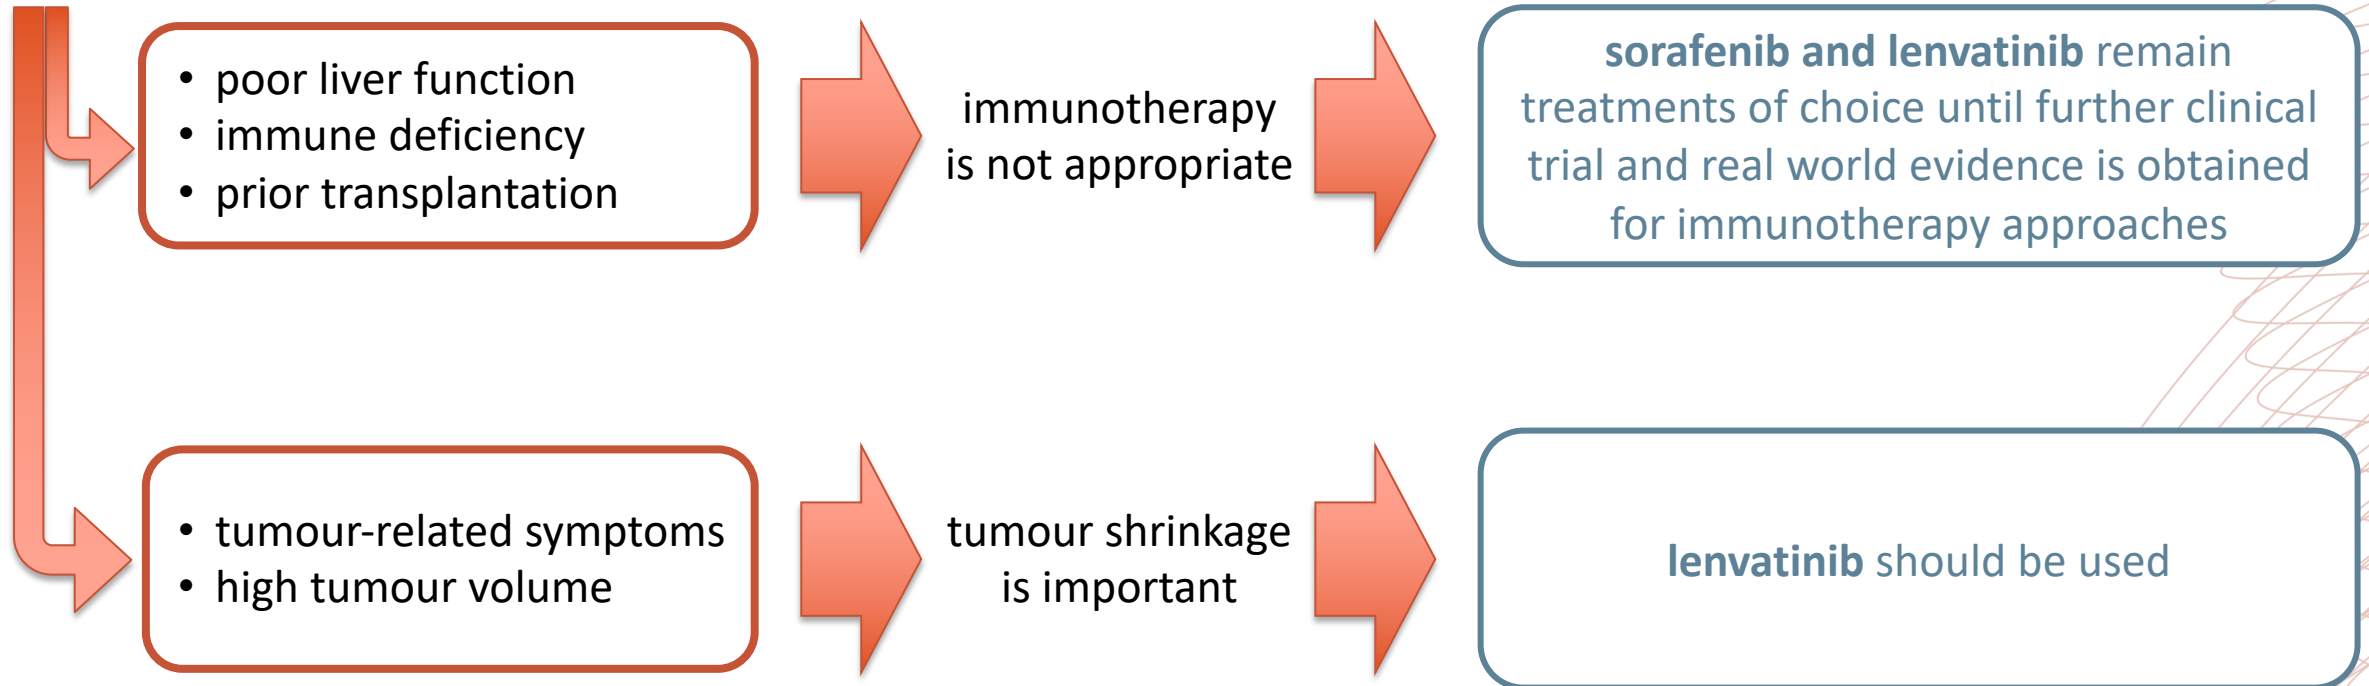 • poor liver function
• immune deficiency
• prior transplantation
immunotherapy
is not appropriate
sorafenib and lenvatinib remain
treatments of choice until further clinical
trial and real world evidence is obtained
for immunotherapy approaches
• tumour-related symptoms
• high tumour volume
tumour shrinkage
is important
lenvatinib should be used